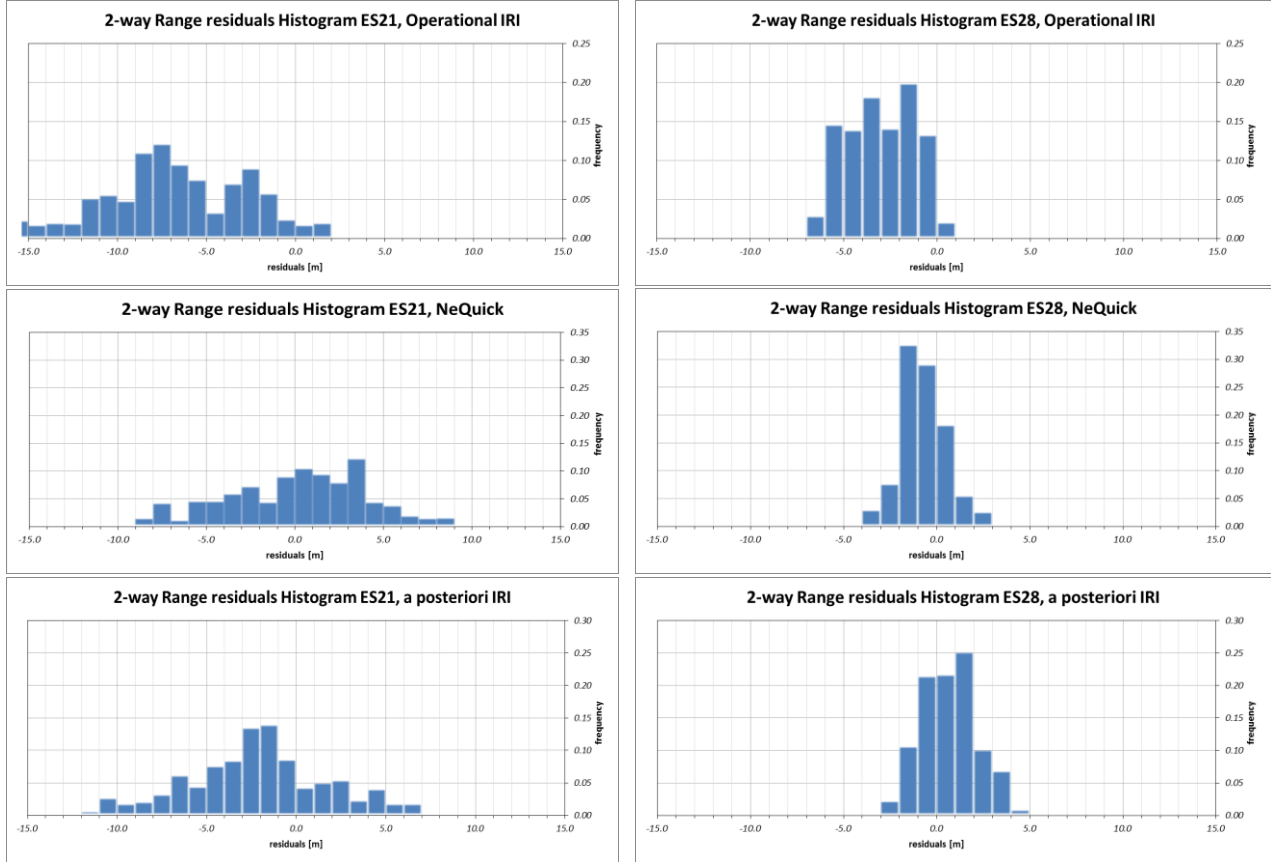 2-way Range residuals Histogram ES21, Operational IRI
0.25
0.20
0.15
0.10
0.05
0.00
frequency
-15.0 -10.0 -5.0 0.0 5.0 10.0 15.0
residuals [m]
2-way Range residuals Histogram ES28, Operational IRI
0.25
0.20
0.15
0.10
0.05
0.00
frequency
-15.0 -10.0 -5.0 0.0 5.0 10.0 15.0
residuals [m]
2-way Range residuals Histogram ES21, NeQuick
0.35
0.30
0.25
0.20
0.15
0.10
0.05
0.00
frequency
-15.0 -10.0 -5.0 0.0 5.0 10.0 15.0
residuals [m]
2-way Range residuals Histogram ES28, NeQuick
0.35
0.30
0.25
0.20
0.15
0.10
0.05
0.00
frequency
-15.0 -10.0 -5.0 0.0 5.0 10.0 15.0
residuals [m]
2-way Range residuals Histogram ES21, a posteriori IRI
0.30
0.25
0.20
0.15
0.10
0.05
0.00
frequency
-15.0 -10.0 -5.0 0.0 5.0 10.0 15.0
residuals [m]
2-way Range residuals Histogram ES28, a posteriori IRI
0.30
0.25
0.20
0.15
0.10
0.05
0.00
frequency
-15.0 -10.0 -5.0 0.0 5.0 10.0 15.0
residuals [m]